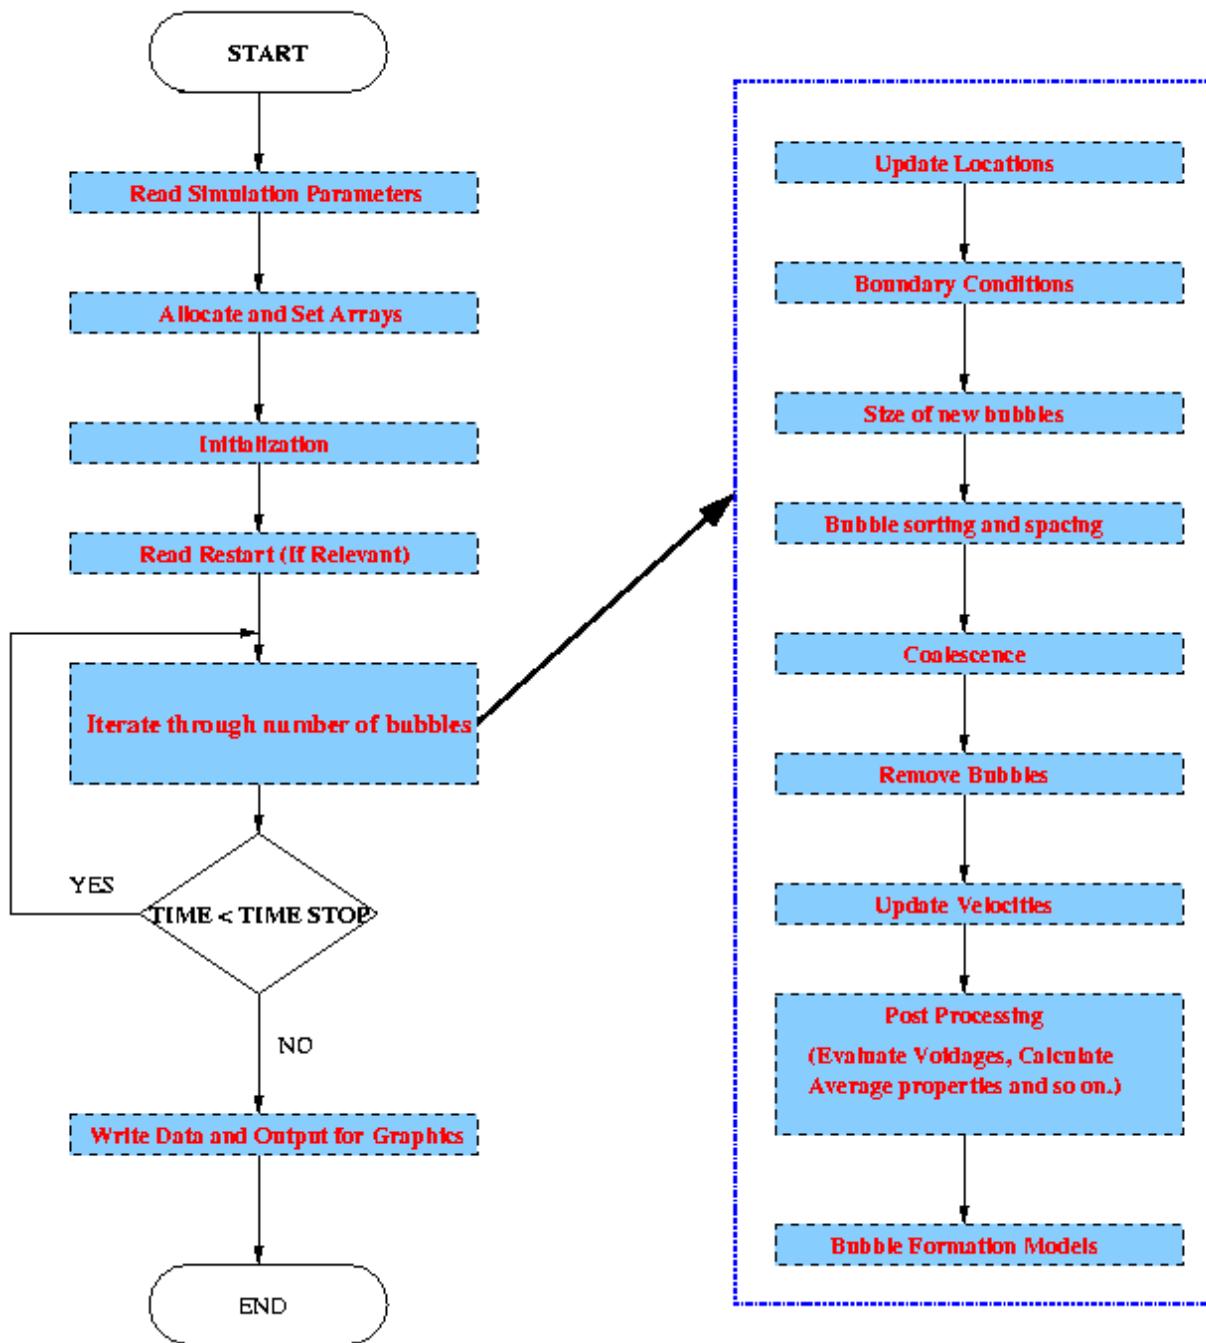 START
Read Simulation Parameters
Allocate and Set Arrays
Initialization
Read Restart (If Relevant)
Iterate through number of bubbles
YES
TIME < TIME STOP
NO
Write Data and Output for Graphics
END
Update Locations
Boundary Conditions
Size of new bubbles
Bubble sorting and spacing
Coalescence
Remove Bubbles
Update Velocities
Post Processing
(Evaluate Voidages, Calculate
Average properties and so on.)
Bubble Formation Models